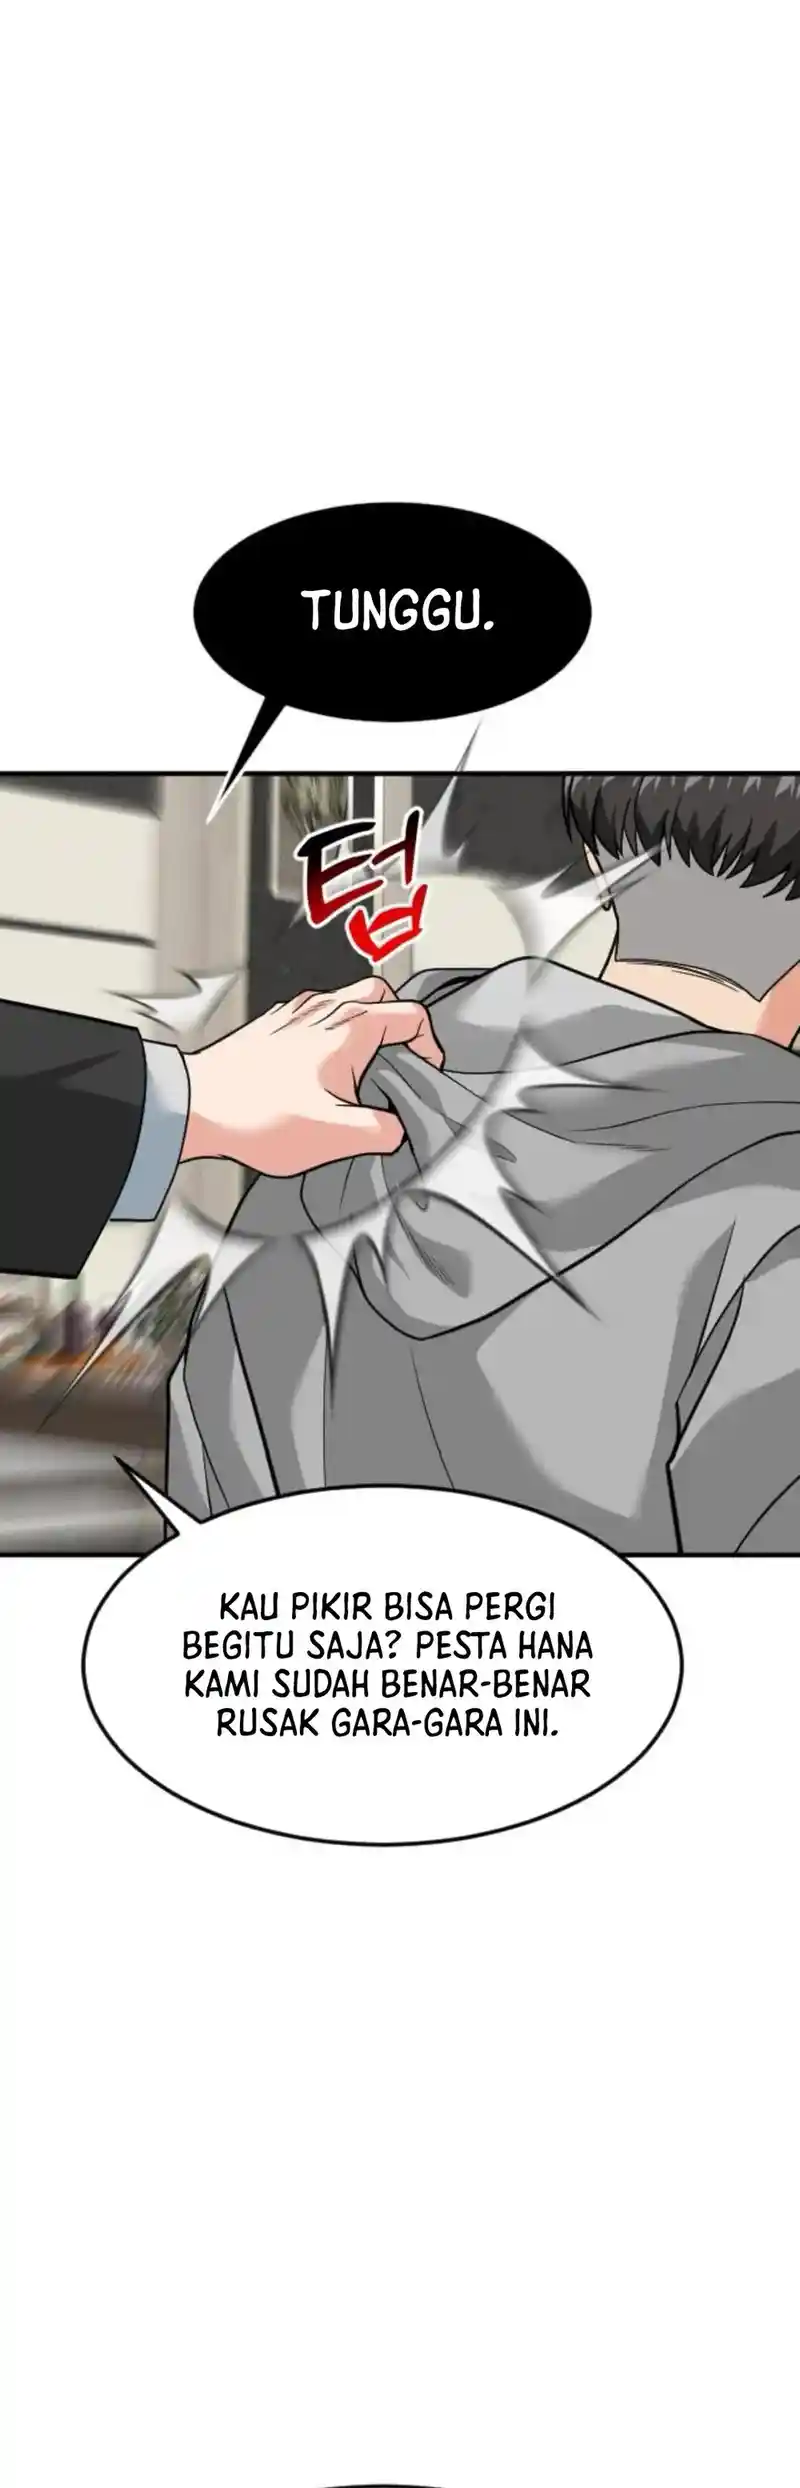 TUNGGU.
텁
KAU PIKIR BISA PERGI
BEGITU SAJA? PESTA HANA
KAMI SUDAH BENAR-BENAR
RUSAK GARA-GARA INI.